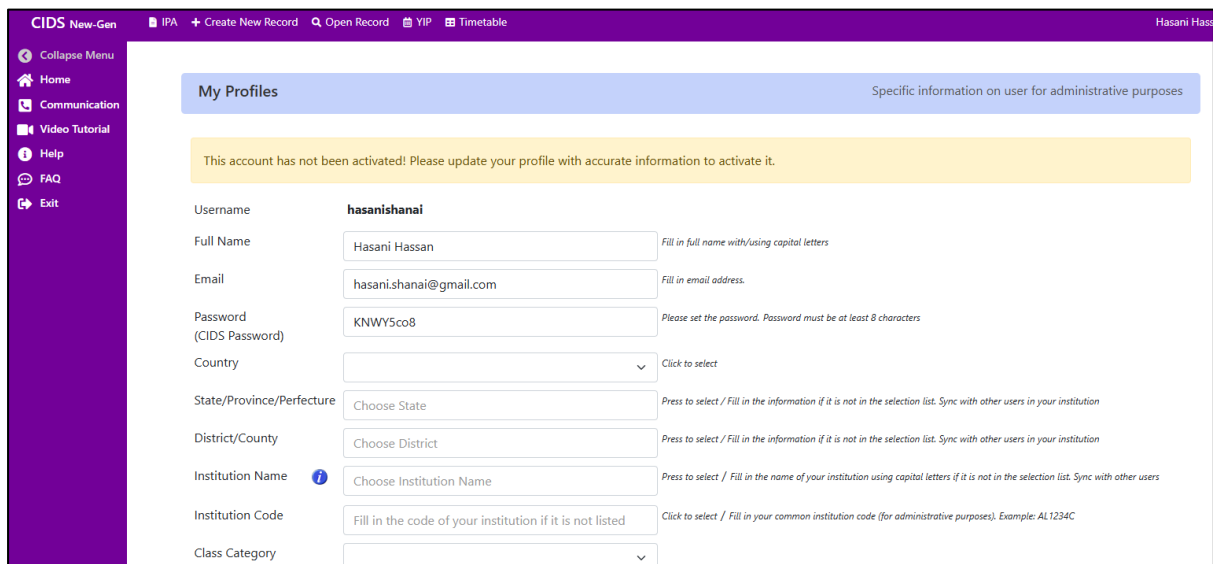 CIDS New-Gen IPA Create New Record Open Record YIP Timetable Hasani Hass
Collapse Menu
Home
Communication
Video Tutorial
Help
FAQ
Exit
My Profiles Specific information on user for administrative purposes
This account has not been activated! Please update your profile with accurate information to activate it.
Username hasanishanai
Full Name Hasani Hassan Fill in full name with/using capital letters
Email hasani.shanai@gmail.com Fill in email address.
Password KNWY5co8 Please set the password. Password must be at least 8 characters
(CIDS Password)
Country Click to select
State/Province/Perfecture Choose State Press to select / Fill in the information if it is not in the selection list. Sync with other users in your institution
District/County Choose District Press to select / Fill in the information if it is not in the selection list. Sync with other users in your institution
Institution Name i Choose Institution Name Press to select / Fill in the name of your institution using capital letters if it is not in the selection list. Sync with other users
Institution Code Fill in the code of your institution if it is not listed Click to select / Fill in your common institution code (for administrative purposes). Example: AL1234C
Class Category